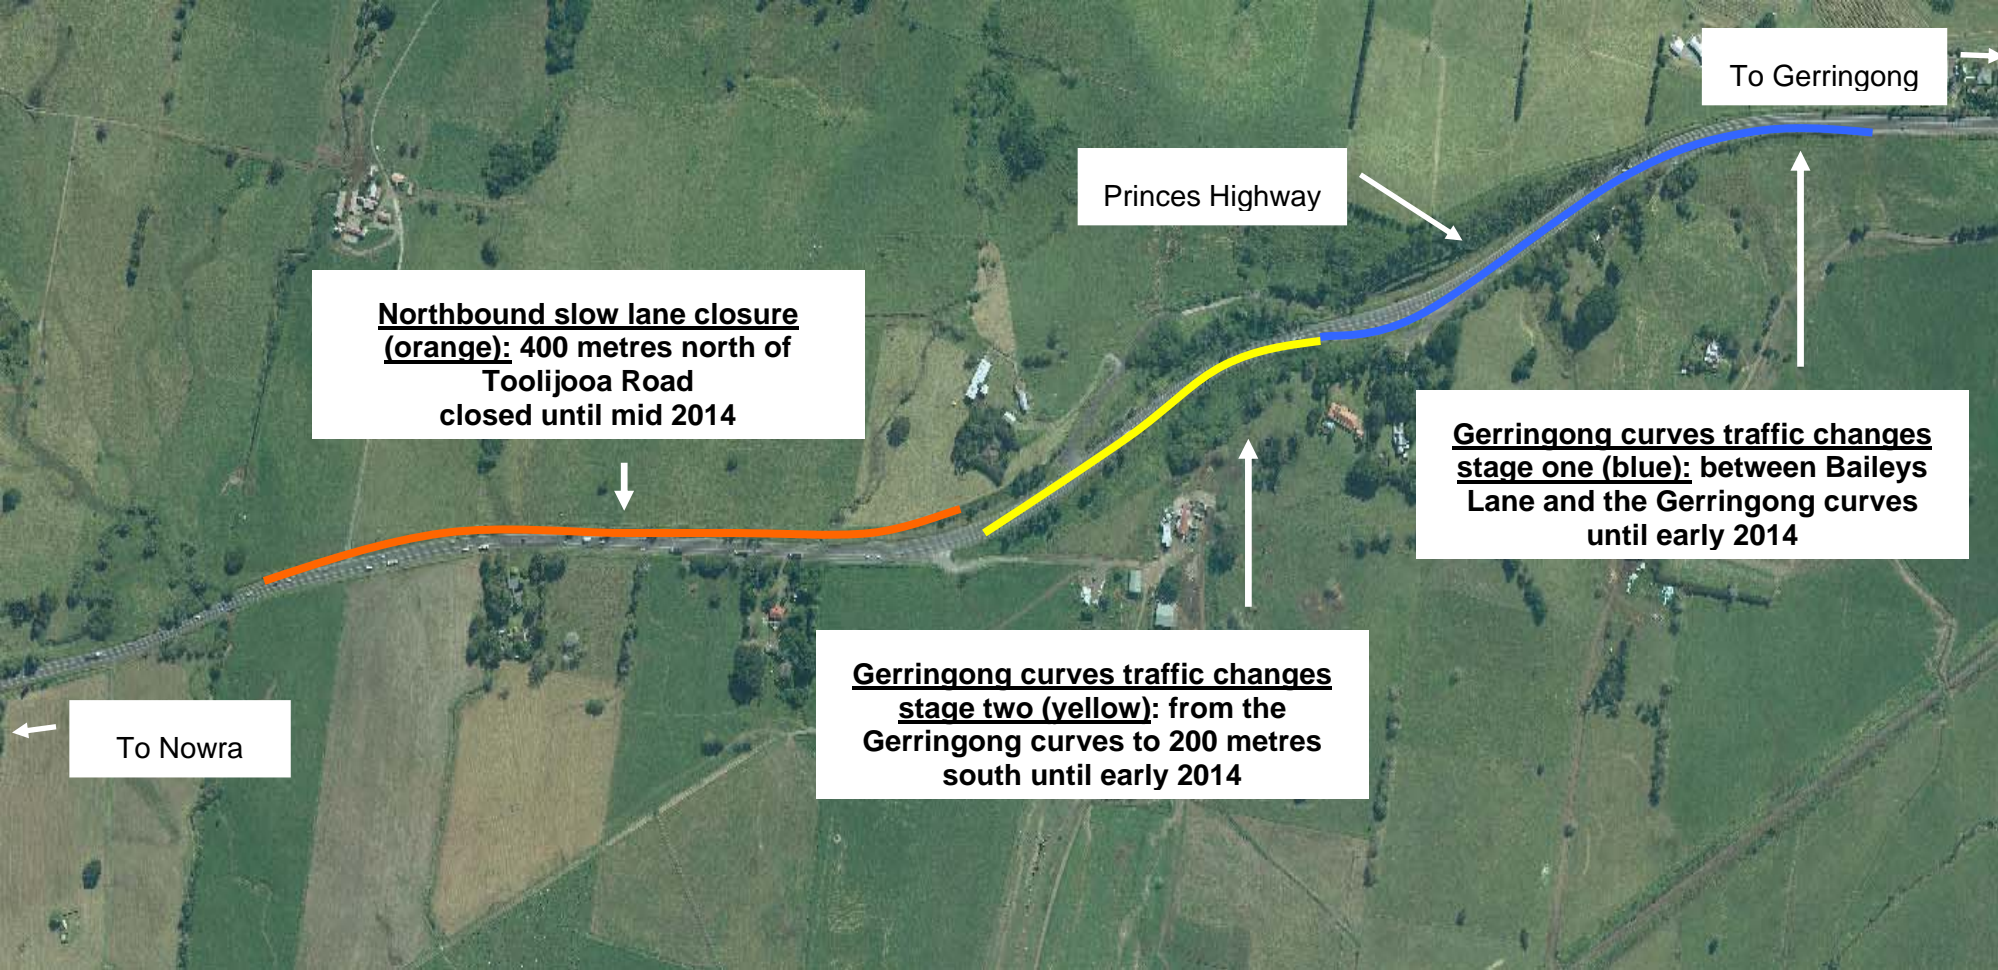 To Gerringong
Princes Highway
Northbound slow lane closure
(orange): 400 metres north of
Toolijooa Road
closed until mid 2014
Gerringong curves traffic changes
stage one (blue): between Baileys
Lane and the Gerringong curves
until early 2014
Gerringong curves traffic changes
stage two (yellow): from the
Gerringong curves to 200 metres
south until early 2014
To Nowra